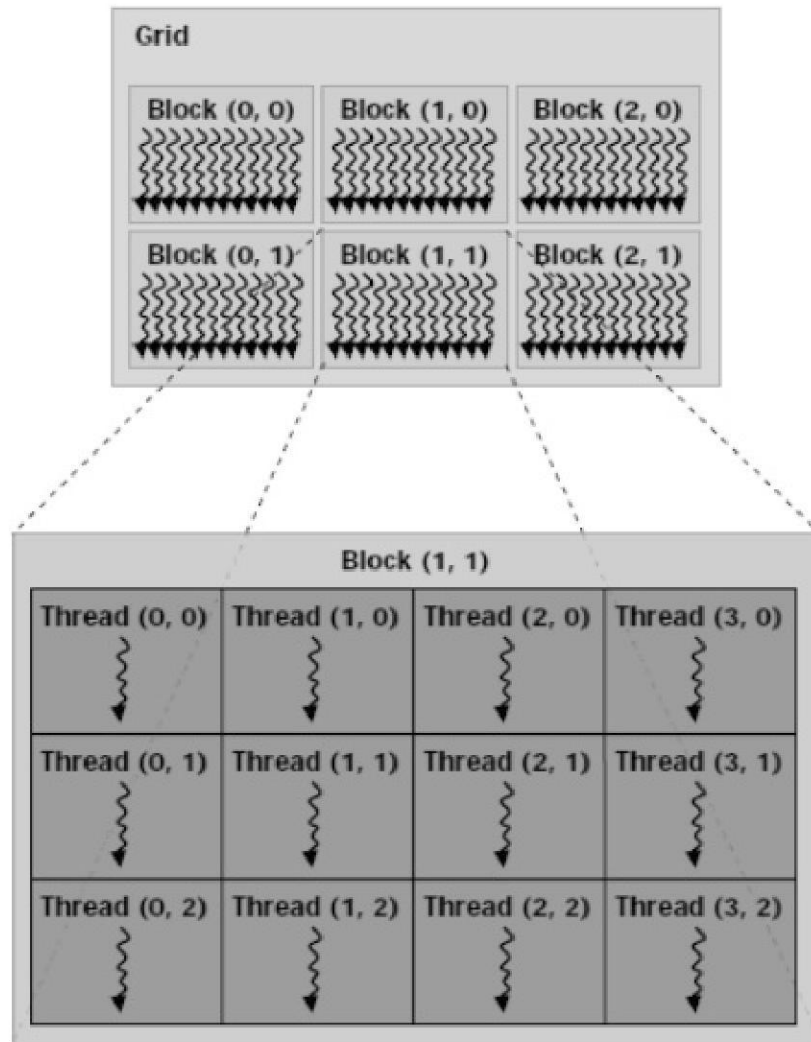 Grid
Block (0, 0) Block (1, 0) Block (2, 0)
Block (0, 1) Block (1, 1) Block (2, 1)
Block (1, 1)
Thread (0, 0) Thread (1, 0) Thread (2, 0) Thread (3, 0)
Thread (0, 1) Thread (1, 1) Thread (2, 1) Thread (3, 1)
Thread (0, 2) Thread (1, 2) Thread (2, 2) Thread (3, 2)